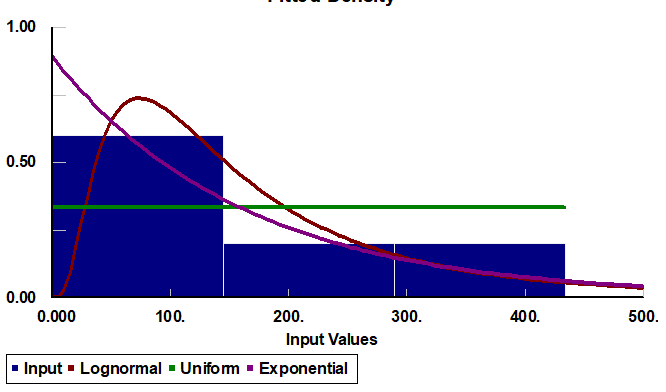 Fitted Density
1.00
0.50
0.00
0.000 100. 200. 300. 400. 500.
Input Values
Input Lognormal Uniform Exponential